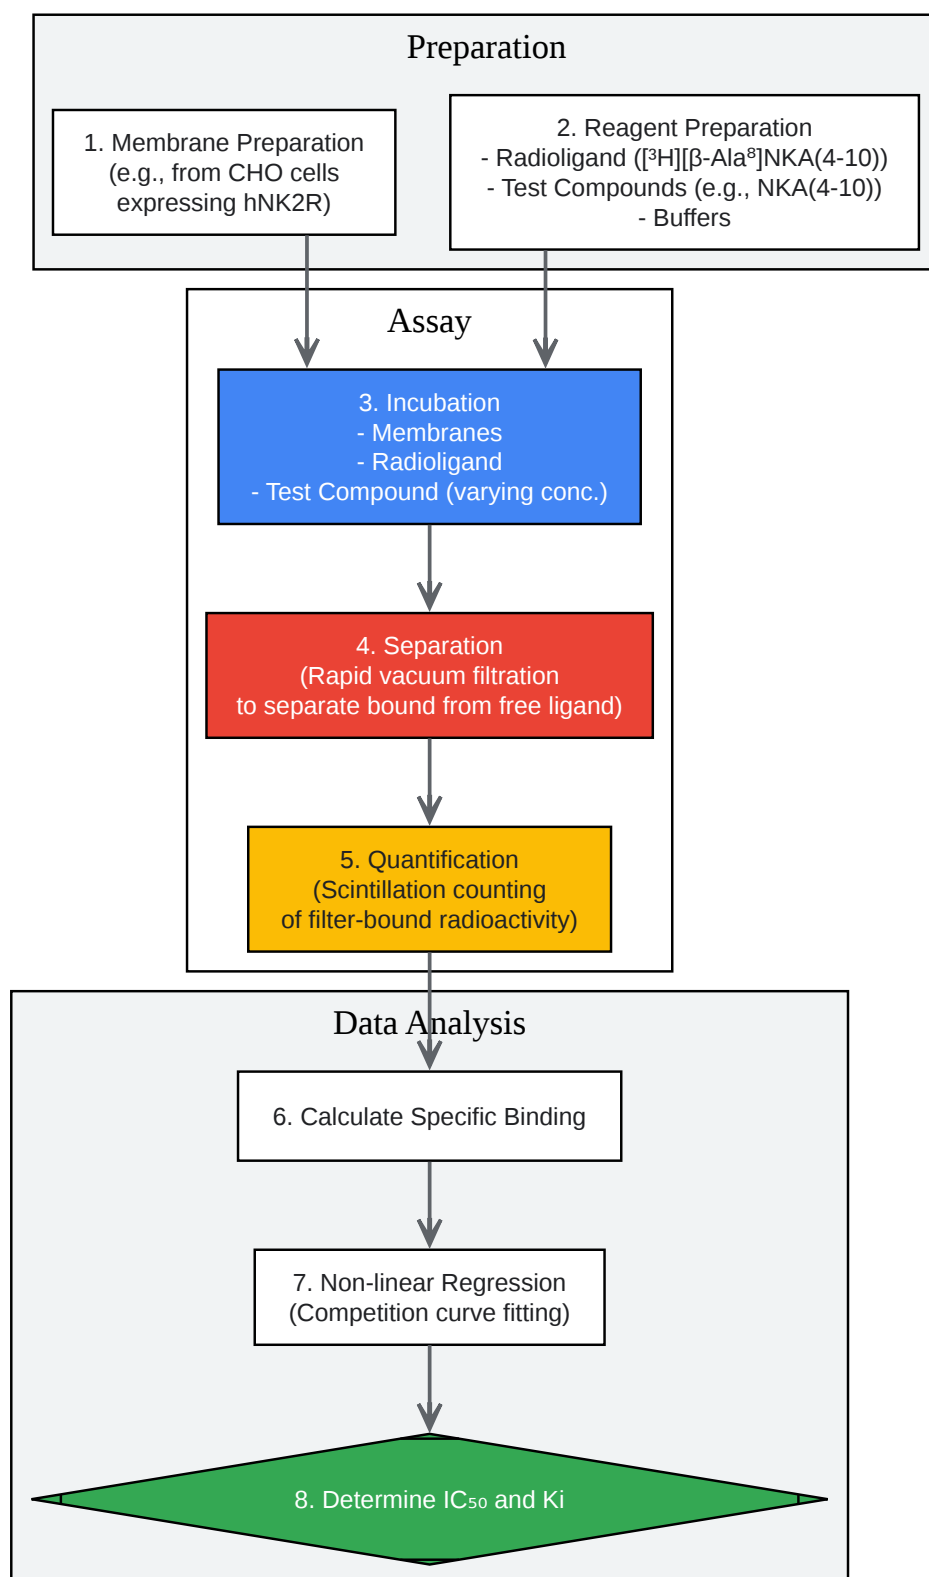 Preparation
1. Membrane Preparation
(e.g., from CHO cells
expressing hNK2R)
2. Reagent Preparation
- Radioligand ([³H][β-Ala⁸]NKA(4-10))
- Test Compounds (e.g., NKA(4-10))
- Buffers
Assay
3. Incubation
- Membranes
- Radioligand
- Test Compound (varying conc.)
4. Separation
(Rapid vacuum filtration
to separate bound from free ligand)
5. Quantification
(Scintillation counting
of filter-bound radioactivity)
Data Analysis
6. Calculate Specific Binding
7. Non-linear Regression
(Competition curve fitting)
8. Determine IC₅₀ and Ki